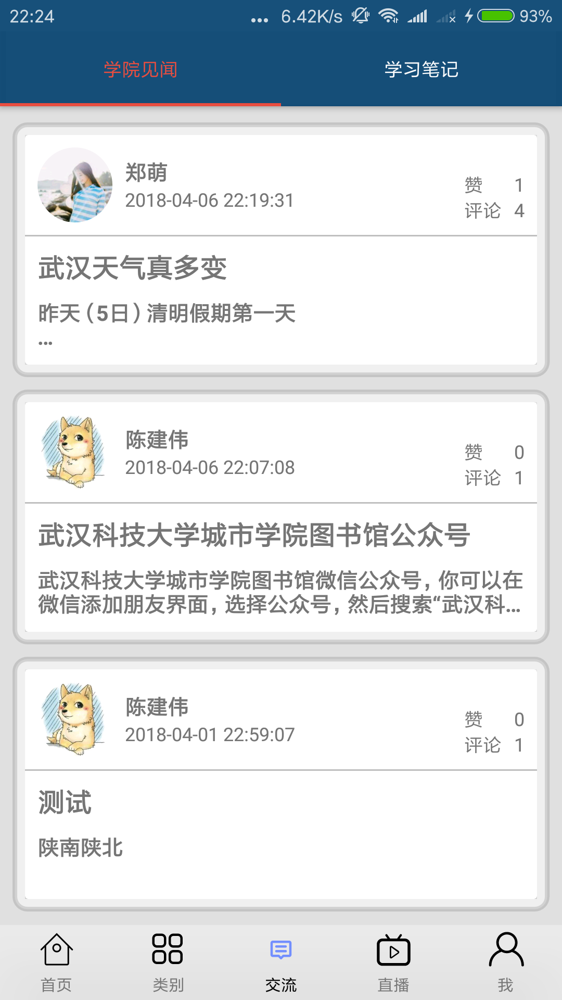 22:24 ... 6.42K/s 93%
学院见闻 学习笔记
郑萌
2018-04-06 22:19:31
赞 1
评论 4
武汉天气真多变
昨天（5日）清明假期第一天
...
陈建伟
2018-04-06 22:07:08
赞 0
评论 1
武汉科技大学城市学院图书馆公众号
武汉科技大学城市学院图书馆微信公众号，你可以在
微信添加朋友界面，选择公众号，然后搜索“武汉科...
陈建伟
2018-04-01 22:59:07
赞 0
评论 1
测试
陕南陕北
首页 类别 交流 直播 我